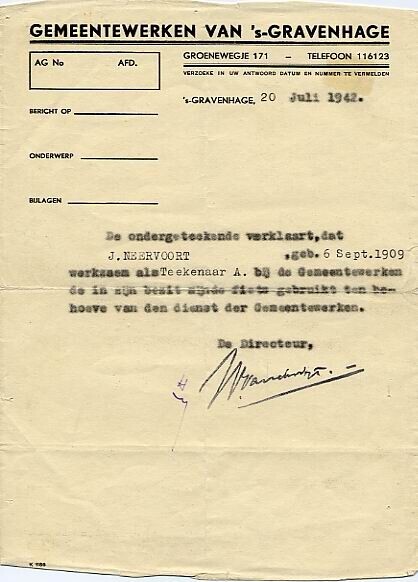 GEMEENTEWERKEN VAN 's-GRAVENHAGE
AG No AFD.
GROENEWEGJE 171 – TELEFOON 116123
VERZOEKE IN UW ANTWOORD DATUM EN NUMMER TE VERMELDEN
's-GRAVENHAGE, 20 Juli 1942.
BERICHT OP
ONDERWERP
BIJLAGEN
De ondergeteekende verklaart,dat
J.NEERVOORT ,geb. 6 Sept.1909
werkzaam als Teekenaar A. bij de Gemeentewerken
de in zijn bezit zijnde fiets gebruikt ten be-
hoeve van den dienst der Gemeentewerken.
De Directeur,
K 1188